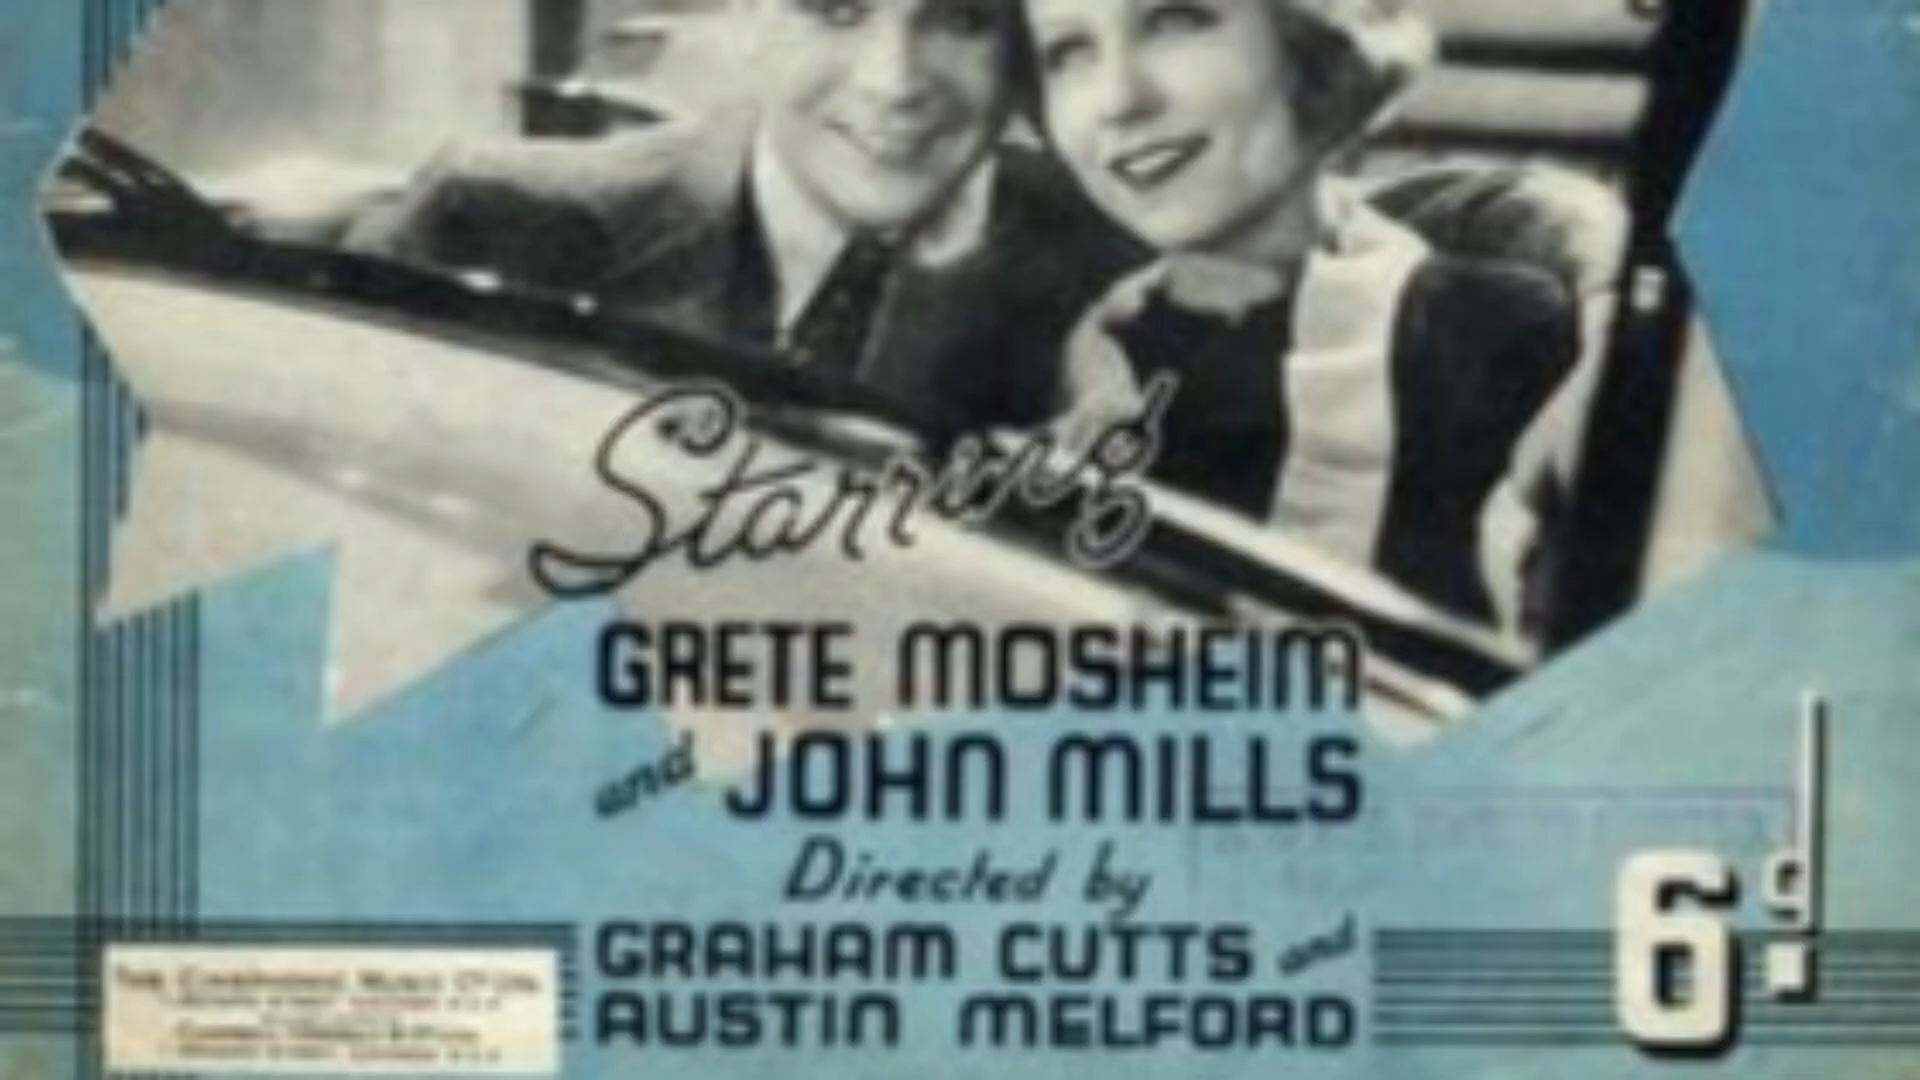 Starring
GRETE MOSHEIM
and JOHN MILLS
Directed by
GRAHAM CUTTS and
AUSTIN MELFORD
6d.